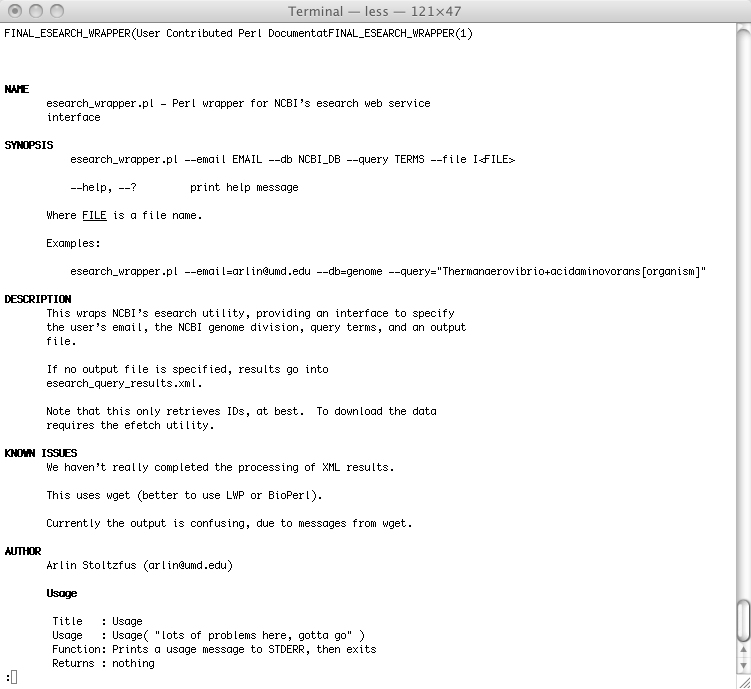 Terminal — less — 121×47
FINAL_ESEARCH_WRAPPER(User Contributed Perl DocumentatFINAL_ESEARCH_WRAPPER(1)
NAME
esearch_wrapper.pl - Perl wrapper for NCBI's esearch web service
interface
SYNOPSIS
esearch_wrapper.pl --email EMAIL --db NCBI_DB --query TERMS --file I<FILE>
--help, --? print help message
Where FILE is a file name.
Examples:
esearch_wrapper.pl --email=arlin@umd.edu --db=genome --query="Thermanaerovibrio+acidaminovorans[organism]"
DESCRIPTION
This wraps NCBI's esearch utility, providing an interface to specify
the user's email, the NCBI genome division, query terms, and an output
file.
If no output file is specified, results go into
esearch_query_results.xml.
Note that this only retrieves IDs, at best. To download the data
requires the efetch utility.
KNOWN ISSUES
We haven't really completed the processing of XML results.
This uses wget (better to use LWP or BioPerl).
Currently the output is confusing, due to messages from wget.
AUTHOR
Arlin Stoltzfus (arlin@umd.edu)
Usage
Title : Usage
Usage : Usage( "lots of problems here, gotta go" )
Function: Prints a usage message to STDERR, then exits
Returns : nothing
: